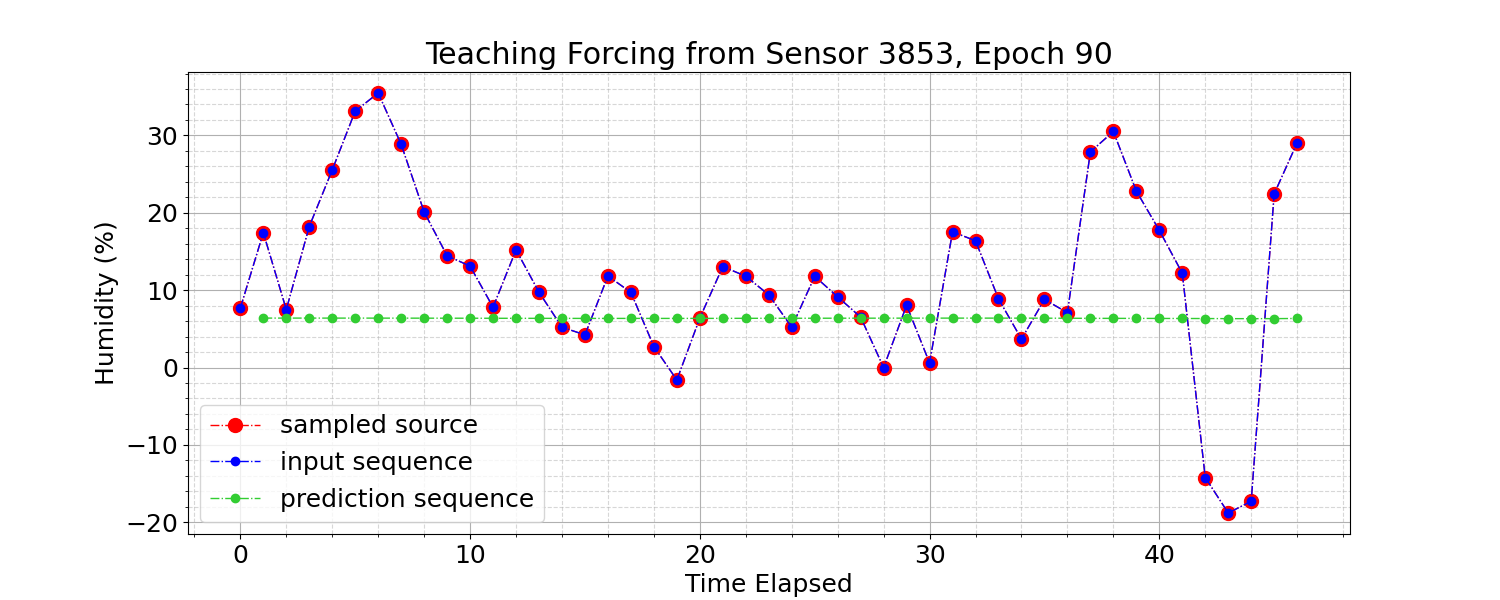 Teaching Forcing from Sensor 3853, Epoch 90
Humidity (%)
30
20
10
0
−10
−20
sampled source
input sequence
prediction sequence
0 10 20 30 40
Time Elapsed